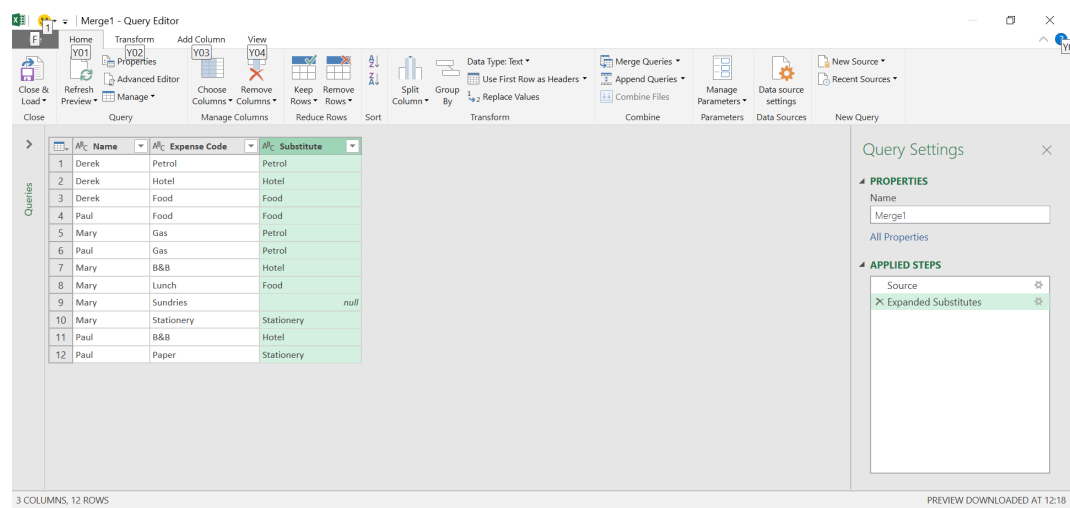 Merge1 - Query Editor
1
F
Home Transform Add Column View
Y01 Y02 Y03 Y04
Close & Load
Refresh Preview
Properties
Advanced Editor
Manage
Choose Columns
Remove Columns
Keep Rows
Remove Rows
Split Column
Group By
Data Type: Text
Use First Row as Headers
Replace Values
Merge Queries
Append Queries
Combine Files
Manage Parameters
Data source settings
New Source
Recent Sources
Close Query Manage Columns Reduce Rows Sort Transform Combine Parameters Data Sources New Query
Queries
Name Expense Code Substitute
1 Derek Petrol Petrol
2 Derek Hotel Hotel
3 Derek Food Food
4 Paul Food Food
5 Mary Gas Petrol
6 Paul Gas Petrol
7 Mary B&B Hotel
8 Mary Lunch Food
9 Mary Sundries null
10 Mary Stationery Stationery
11 Paul B&B Hotel
12 Paul Paper Stationery
Query Settings
PROPERTIES
Name
Merge1
All Properties
APPLIED STEPS
Source
Expanded Substitutes
3 COLUMNS, 12 ROWS
PREVIEW DOWNLOADED AT 12:18